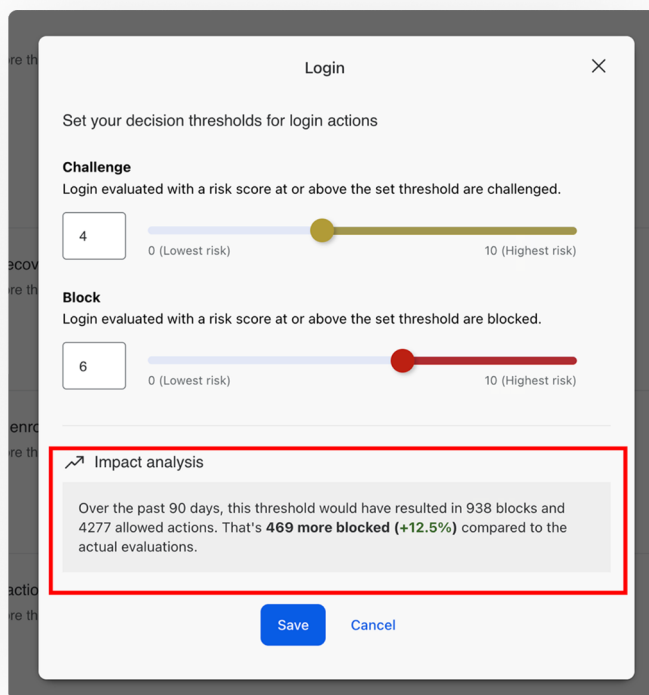 Login
Set your decision thresholds for login actions
Challenge
Login evaluated with a risk score at or above the set threshold are challenged.
4
0 (Lowest risk)
10 (Highest risk)
Block
Login evaluated with a risk score at or above the set threshold are blocked.
6
0 (Lowest risk)
10 (Highest risk)
Impact analysis
Over the past 90 days, this threshold would have resulted in 938 blocks and
4277 allowed actions. That's 469 more blocked (+12.5%) compared to the
actual evaluations.
Save Cancel